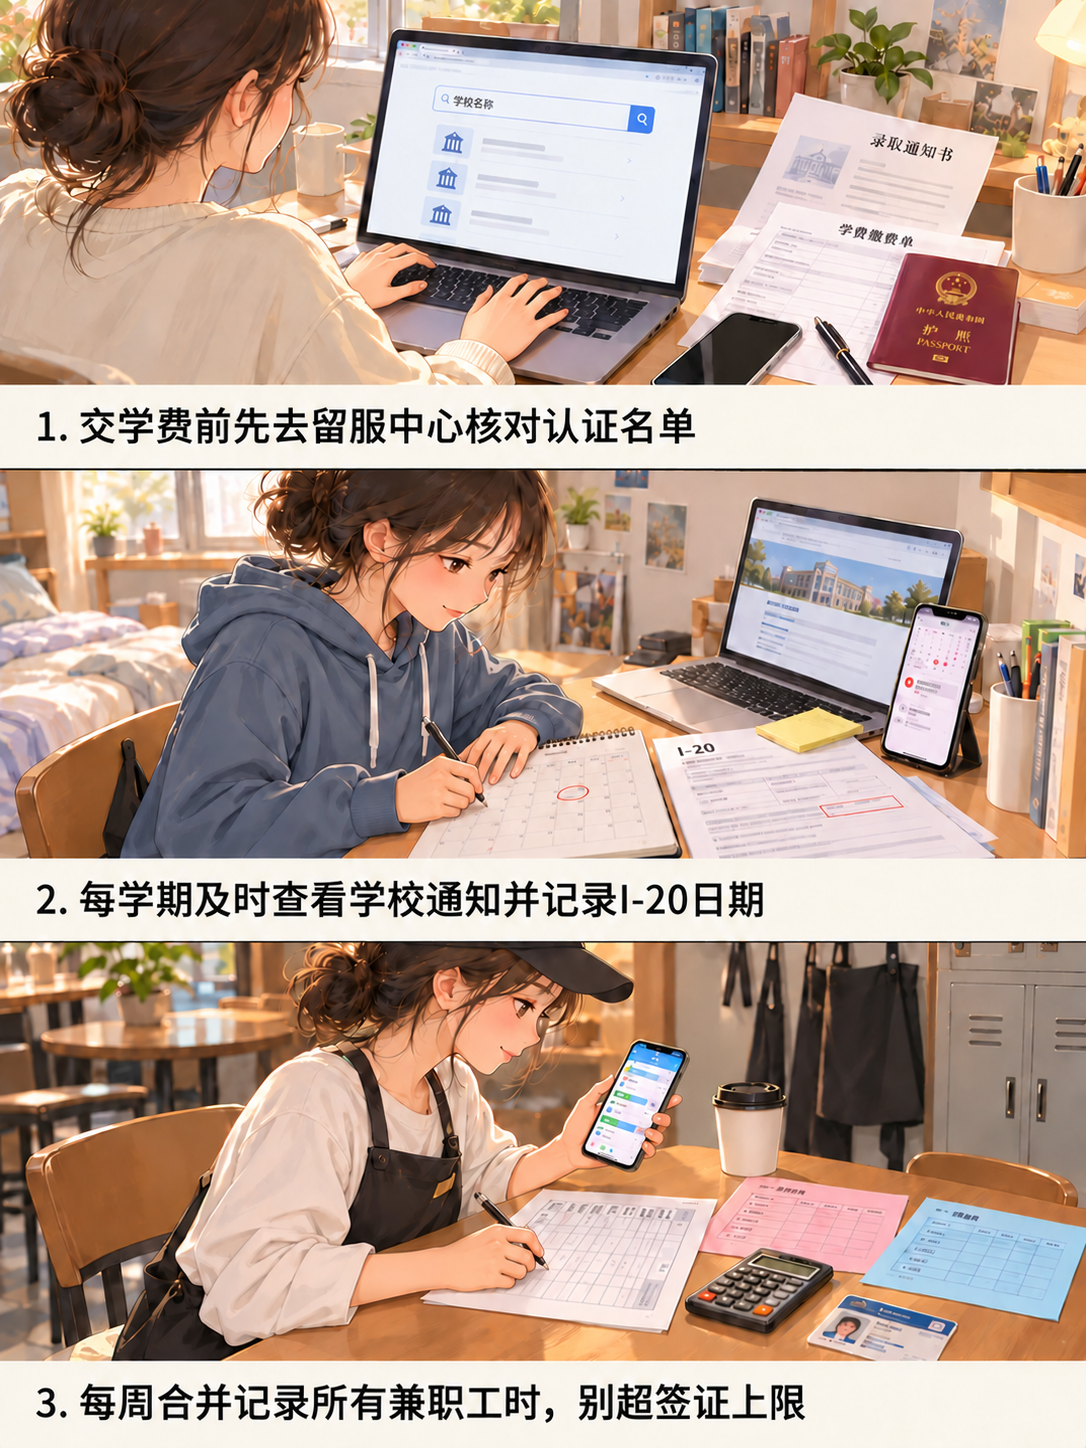 学校名称
录取通知书
学费缴费单
中华人民共和国
护照
PASSPORT
1. 交学费前先去留服中心核对认证名单
I-20
2. 每学期及时查看学校通知并记录I-20日期
3. 每周合并记录所有兼职工时，别超签证上限